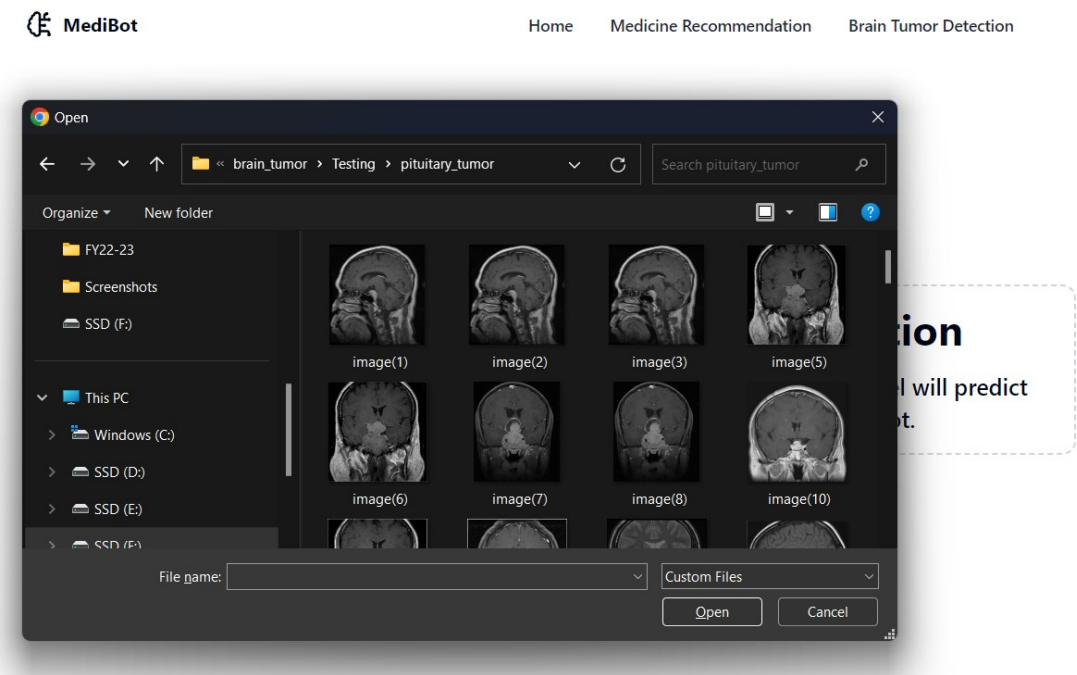 MediBot Home Medicine Recommendation Brain Tumor Detection
Open
« brain_tumor > Testing > pituitary_tumor Search pituitary_tumor
Organize New folder
FY22-23
Screenshots
SSD (F:)
This PC
Windows (C:)
SSD (D:)
SSD (E:)
SSD (F:)
image(1) image(2) image(3) image(5)
image(6) image(7) image(8) image(10)
tion
l will predict
ot.
File name: Custom Files
Open Cancel